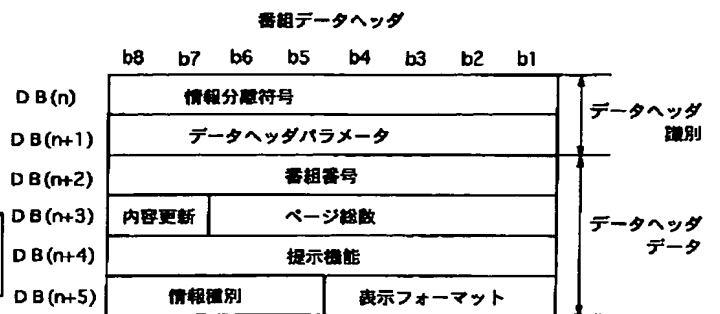 番組データヘッダ
b8 b7 b6 b5 b4 b3 b2 b1
DB(n) 情報分離符号
DB(n+1) データヘッダパラメータ
データヘッダ
識別
DB(n+2) 番組番号
DB(n+3) 内容更新 ページ総数
DB(n+4) 提示機能
データヘッダ
データ
DB(n+5) 情報種別 表示フォーマット